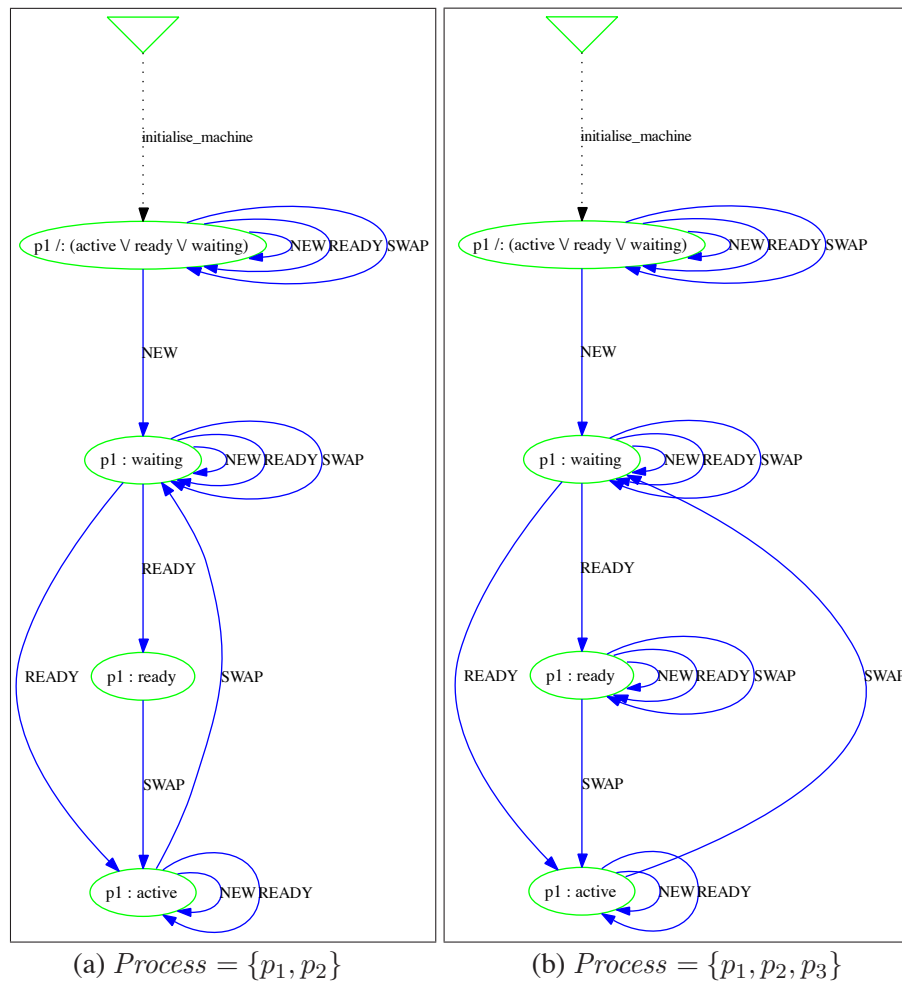 initialise_machine
p1 /: (active \/ ready \/ waiting)
NEW
READY
SWAP
NEW
p1 : waiting
NEW
READY
SWAP
READY
READY
p1 : ready
SWAP
SWAP
p1 : active
NEW
READY
(a) Process = {p1, p2}
initialise_machine
p1 /: (active \/ ready \/ waiting)
NEW
READY
SWAP
NEW
p1 : waiting
NEW
READY
SWAP
READY
READY
p1 : ready
NEW
READY
SWAP
SWAP
SWAP
p1 : active
NEW
READY
(b) Process = {p1, p2, p3}